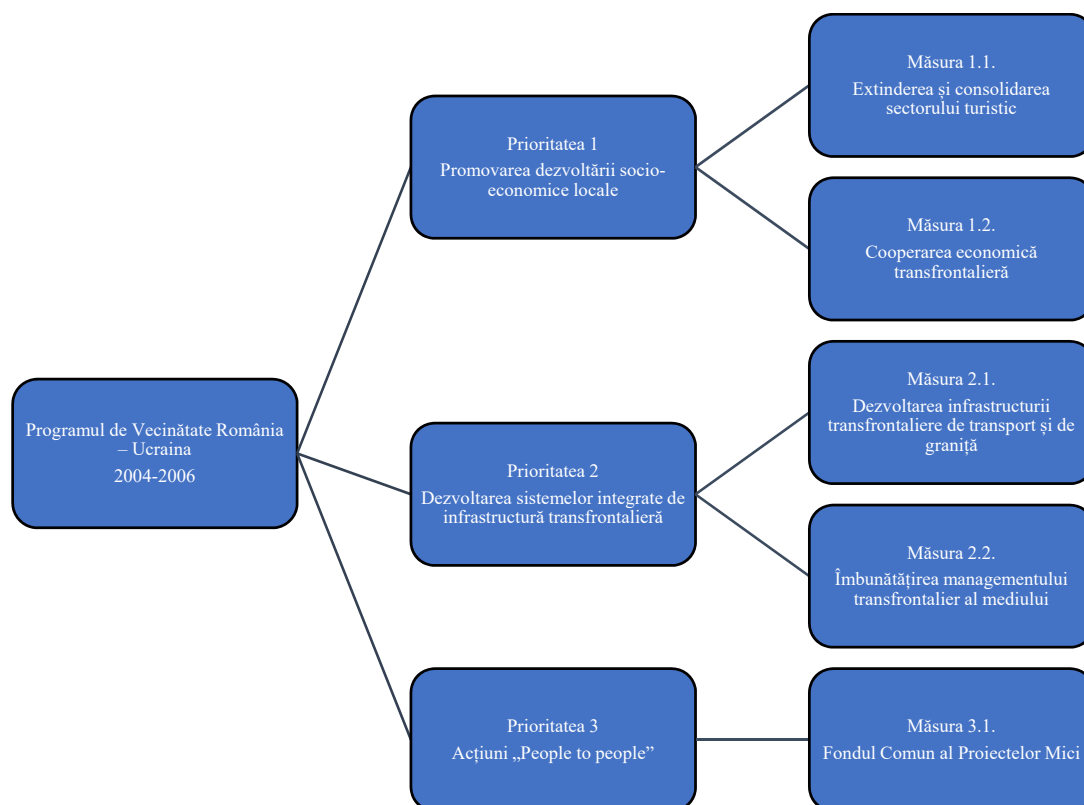 Programul de Vecinătate România
– Ucraina
2004-2006
Prioritatea 1
Promovarea dezvoltării socio-
economice locale
Măsura 1.1.
Extinderea și consolidarea
sectorului turistic
Măsura 1.2.
Cooperarea economică
transfrontalieră
Prioritatea 2
Dezvoltarea sistemelor integrate de
infrastructură transfrontalieră
Măsura 2.1.
Dezvoltarea infrastructurii
transfrontaliere de transport și de
graniță
Măsura 2.2.
Îmbunătățirea managementului
transfrontalier al mediului
Prioritatea 3
Acțiuni „People to people”
Măsura 3.1.
Fondul Comun al Proiectelor Mici